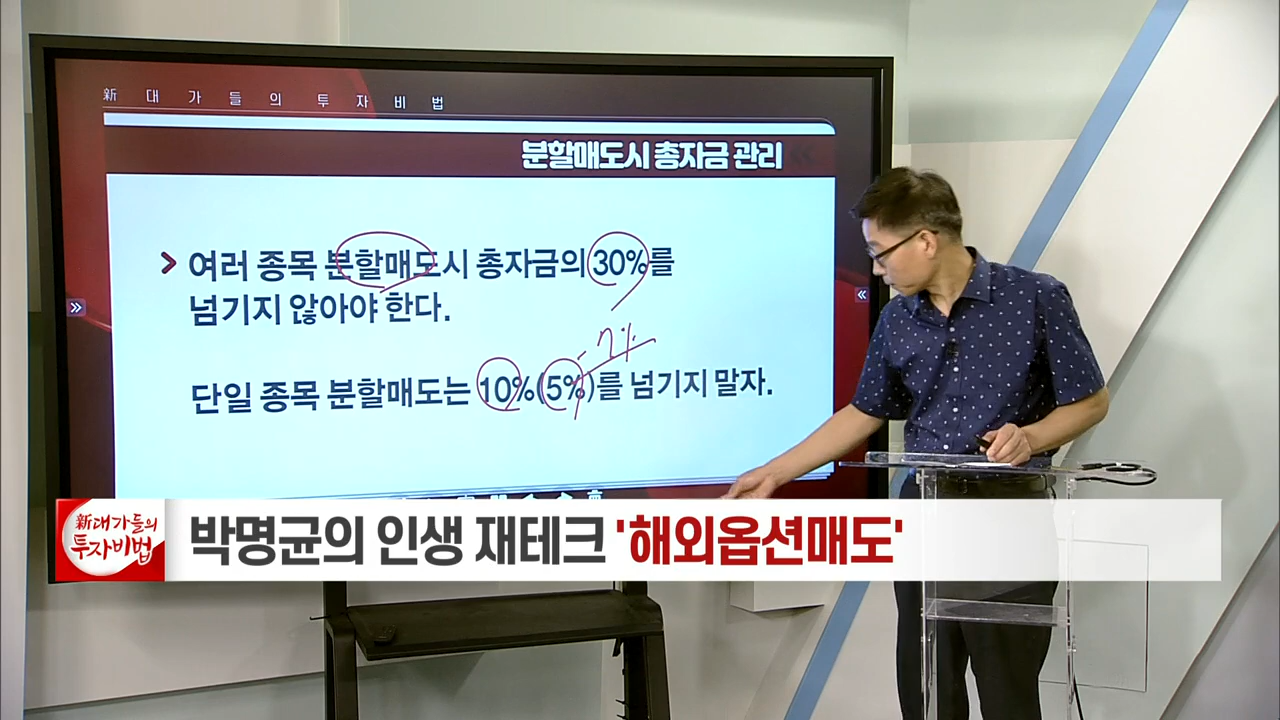 新대가들의 투자비법
분할매도시 총자금 관리
여러 종목 분할매도시 총자금의 30%를
넘기지 않아야 한다.
7%
단일 종목 분할매도는 10%(5%)를 넘기지 말자.
新대가들의
투자비법
박명균의 인생 재테크 '해외옵션매도'